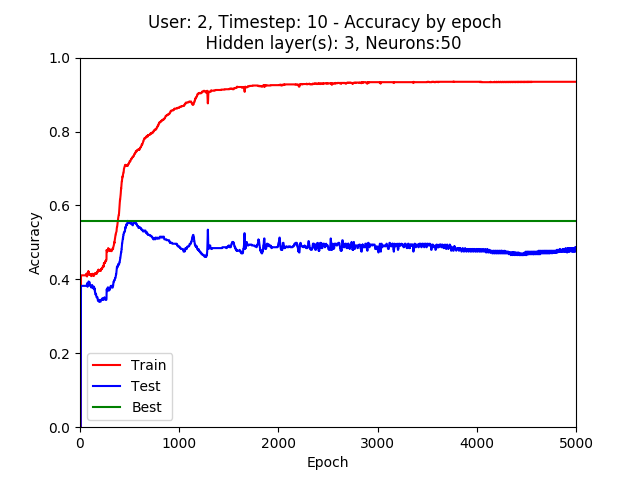 User: 2, Timestep: 10 - Accuracy by epoch
Hidden layer(s): 3, Neurons:50
1.0
0.8
0.6
0.4
0.2
0.0
Accuracy
Train
Test
Best
0 1000 2000 3000 4000 5000
Epoch